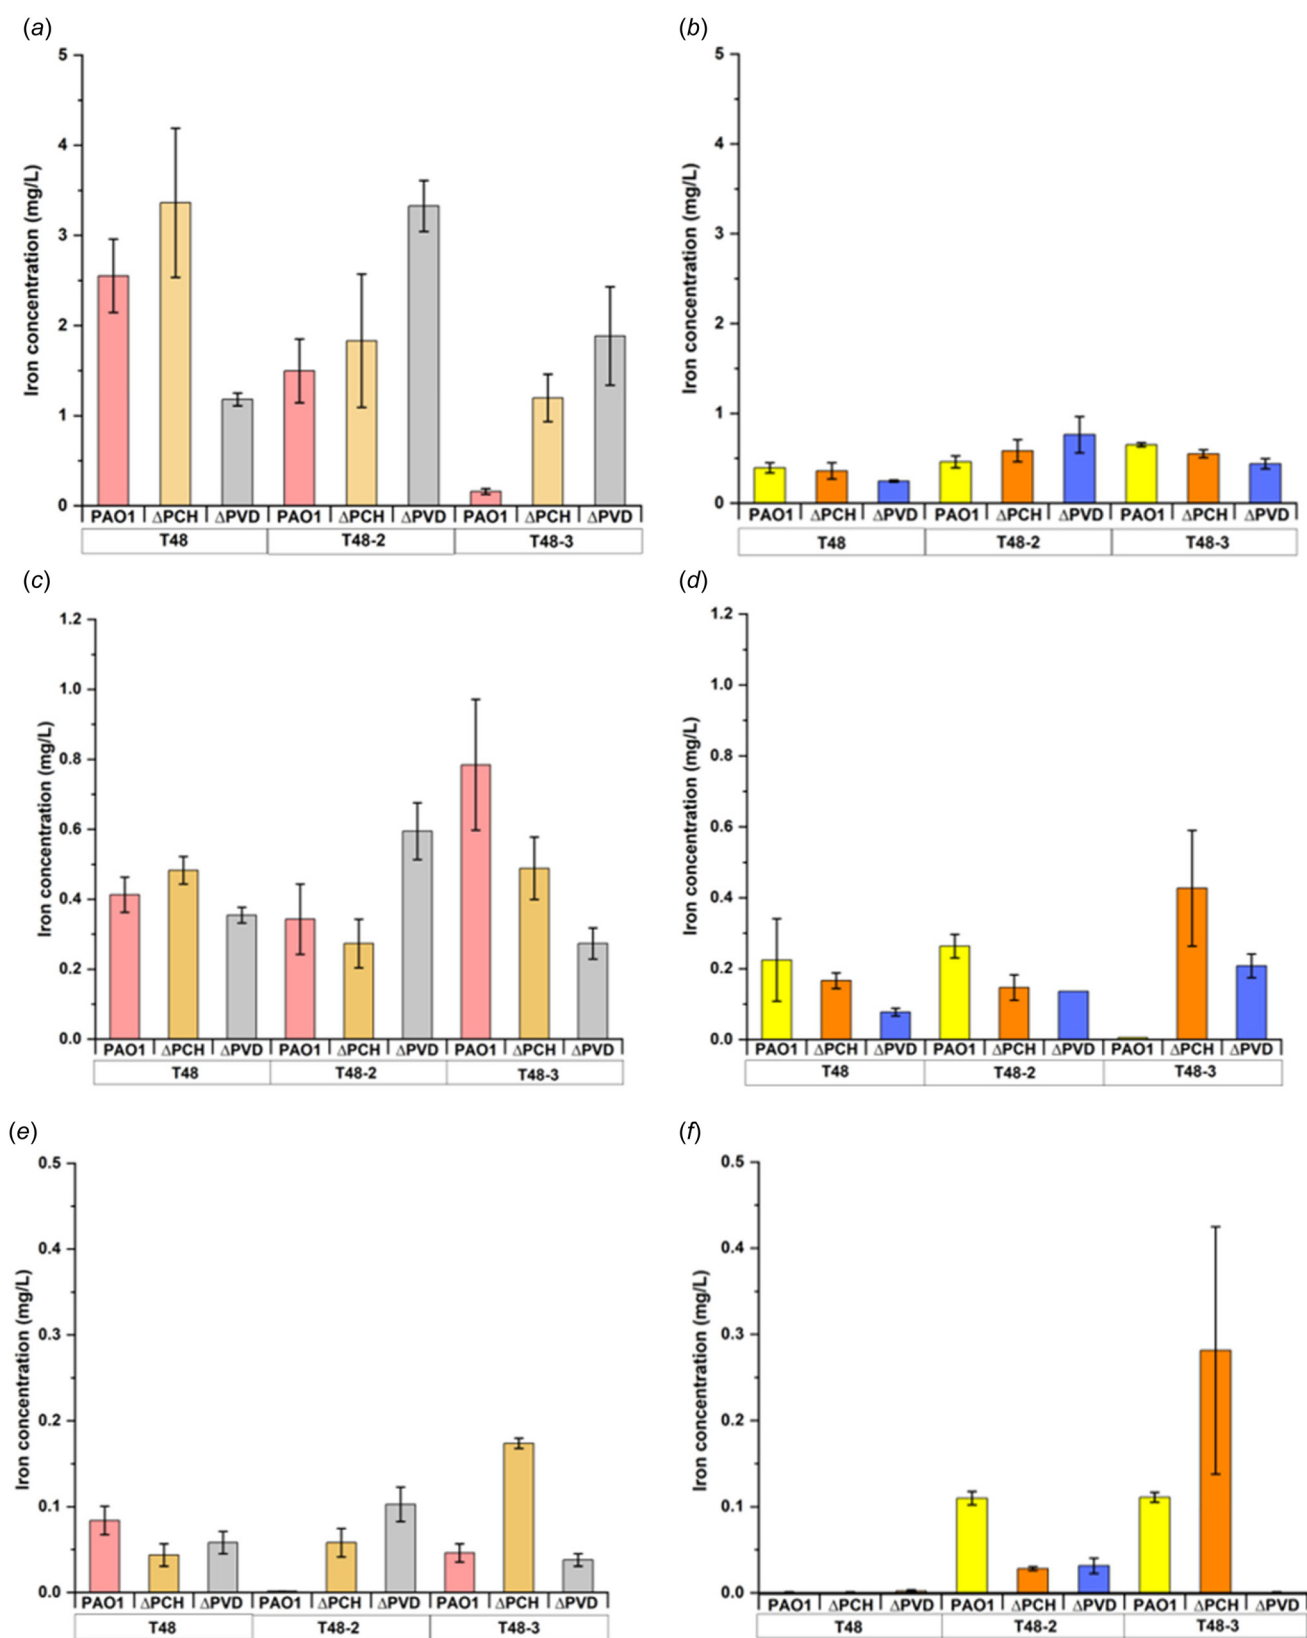 (a)
5
4
3
2
1
0
Iron concentration (mg/L)
PAO1 ΔPCH ΔPVD PAO1 ΔPCH ΔPVD PAO1 ΔPCH ΔPVD
T48 T48-2 T48-3
(b)
5
4
3
2
1
0
Iron concentration (mg/L)
PAO1 ΔPCH ΔPVD PAO1 ΔPCH ΔPVD PAO1 ΔPCH ΔPVD
T48 T48-2 T48-3
(c)
1.2
1.0
0.8
0.6
0.4
0.2
0.0
Iron concentration (mg/L)
PAO1 ΔPCH ΔPVD PAO1 ΔPCH ΔPVD PAO1 ΔPCH ΔPVD
T48 T48-2 T48-3
(d)
1.2
1.0
0.8
0.6
0.4
0.2
0.0
Iron concentration (mg/L)
PAO1 ΔPCH ΔPVD PAO1 ΔPCH ΔPVD PAO1 ΔPCH ΔPVD
T48 T48-2 T48-3
(e)
0.5
0.4
0.3
0.2
0.1
0.0
Iron concentration (mg/L)
PAO1 ΔPCH ΔPVD PAO1 ΔPCH ΔPVD PAO1 ΔPCH ΔPVD
T48 T48-2 T48-3
(f)
0.5
0.4
0.3
0.2
0.1
0.0
Iron concentration (mg/L)
PAO1 ΔPCH ΔPVD PAO1 ΔPCH ΔPVD PAO1 ΔPCH ΔPVD
T48 T48-2 T48-3